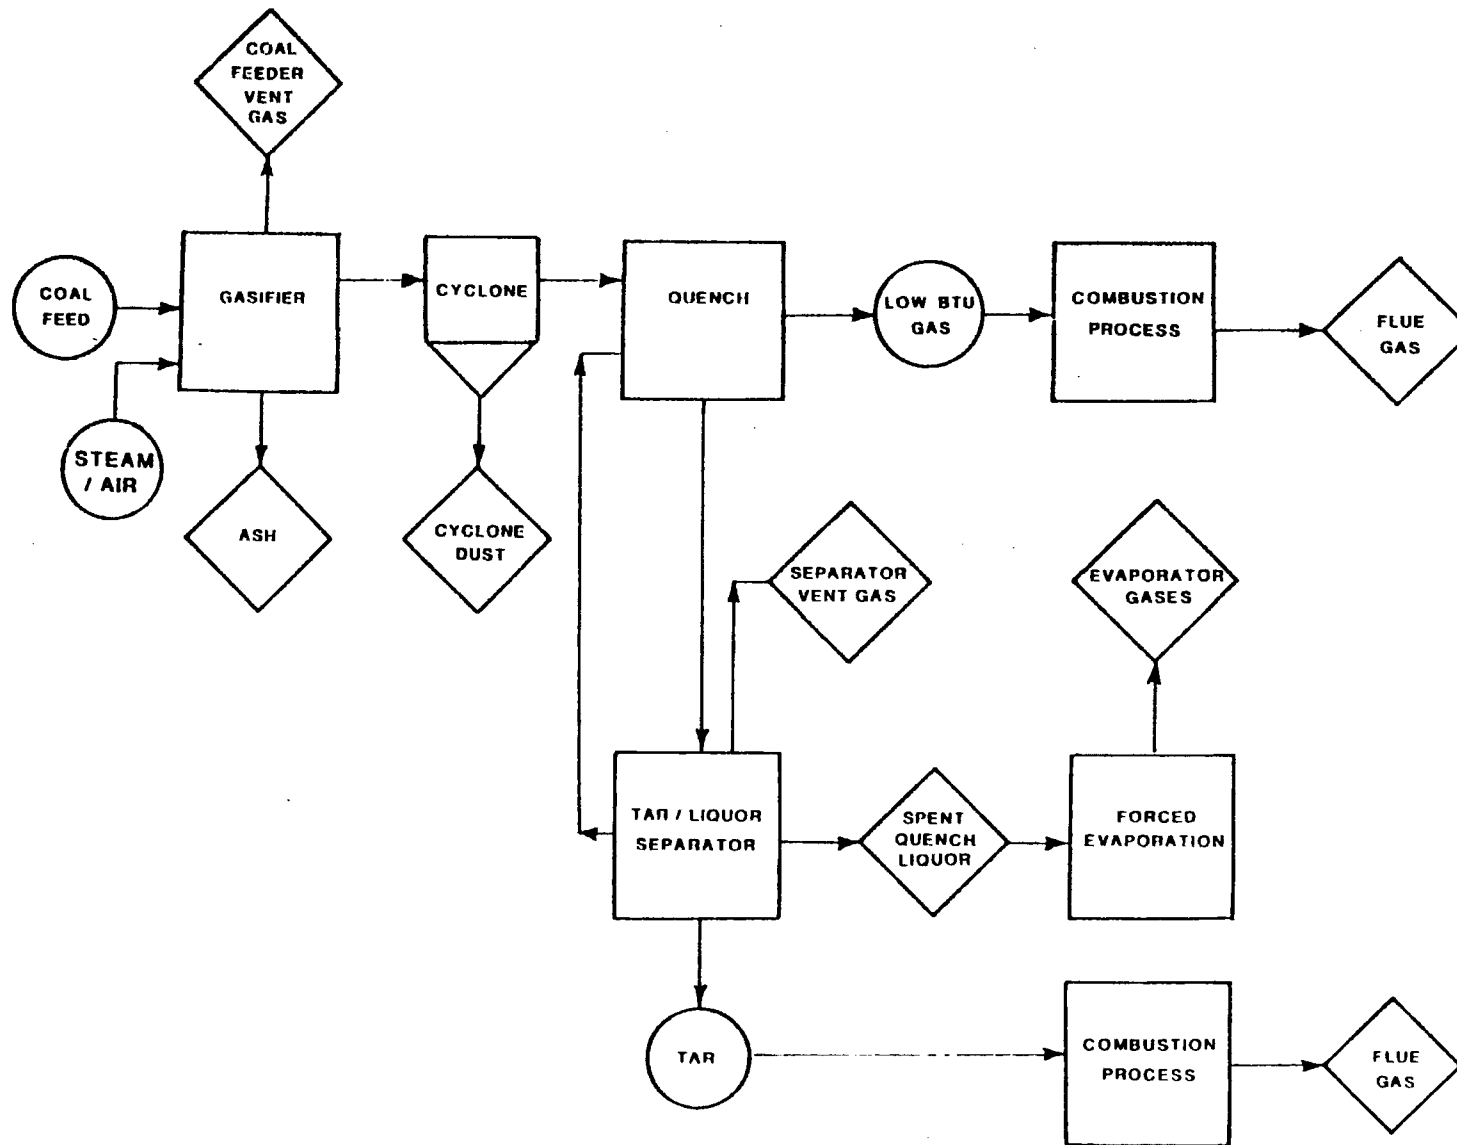 COAL
FEEDER
VENT
GAS
COAL
FEED
GASIFIER
CYCLONE
QUENCH
LOW BTU
GAS
COMBUSTION
PROCESS
FLUE
GAS
STEAM
/ AIR
ASH
CYCLONE
DUST
SEPARATOR
VENT GAS
EVAPORATOR
GASES
TAR / LIQUOR
SEPARATOR
SPENT
QUENCH
LIQUOR
FORCED
EVAPORATION
TAR
COMBUSTION
PROCESS
FLUE
GAS